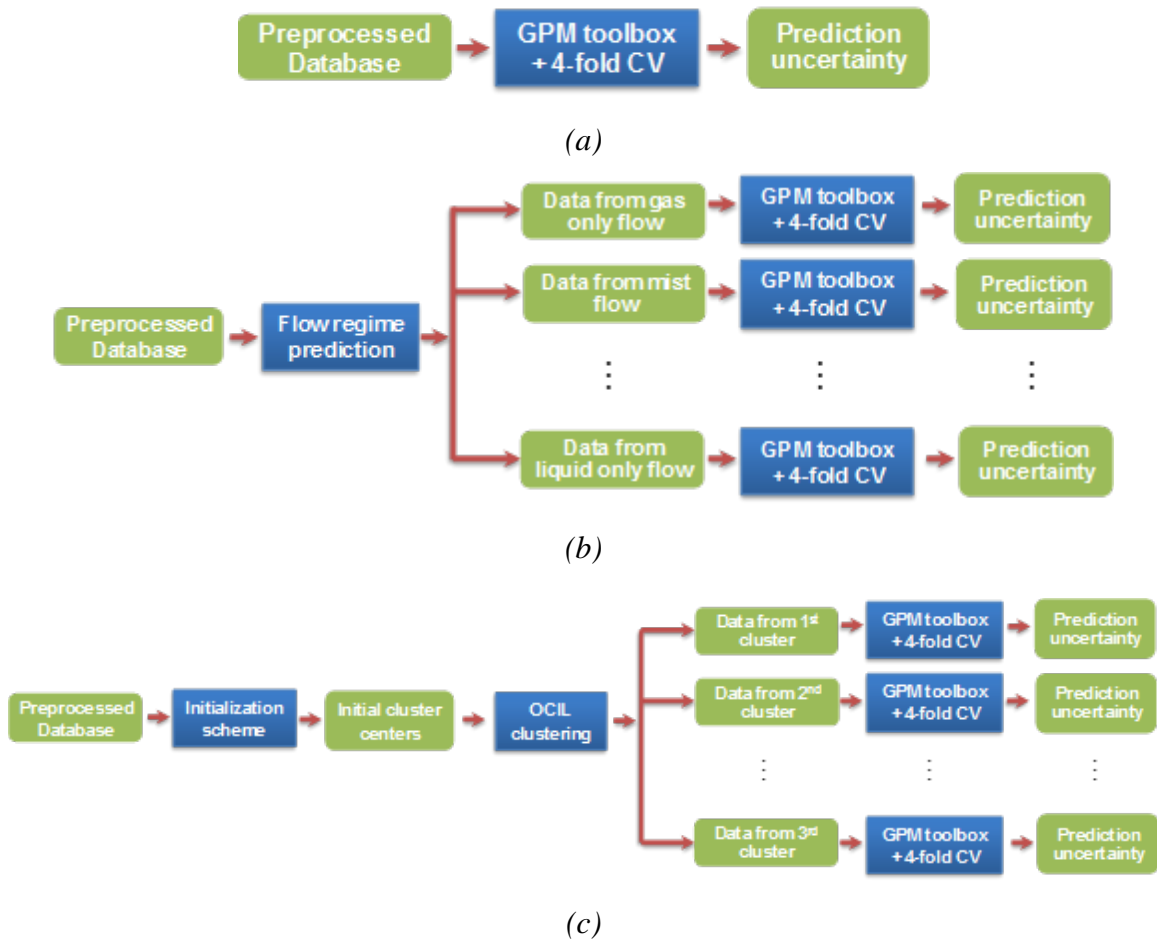 Preprocessed
Database
GPM toolbox
+ 4-fold CV
Prediction
uncertainty
(a)
Preprocessed
Database
Flow regime
prediction
Data from gas
only flow
GPM toolbox
+ 4-fold CV
Prediction
uncertainty
Data from mist
flow
GPM toolbox
+ 4-fold CV
Prediction
uncertainty
Data from
liquid only flow
GPM toolbox
+ 4-fold CV
Prediction
uncertainty
(b)
Preprocessed
Database
Initialization
scheme
Initial cluster
centers
OCIL
clustering
Data from 1st
cluster
GPM toolbox
+ 4-fold CV
Prediction
uncertainty
Data from 2nd
cluster
GPM toolbox
+ 4-fold CV
Prediction
uncertainty
Data from 3rd
cluster
GPM toolbox
+ 4-fold CV
Prediction
uncertainty
(c)